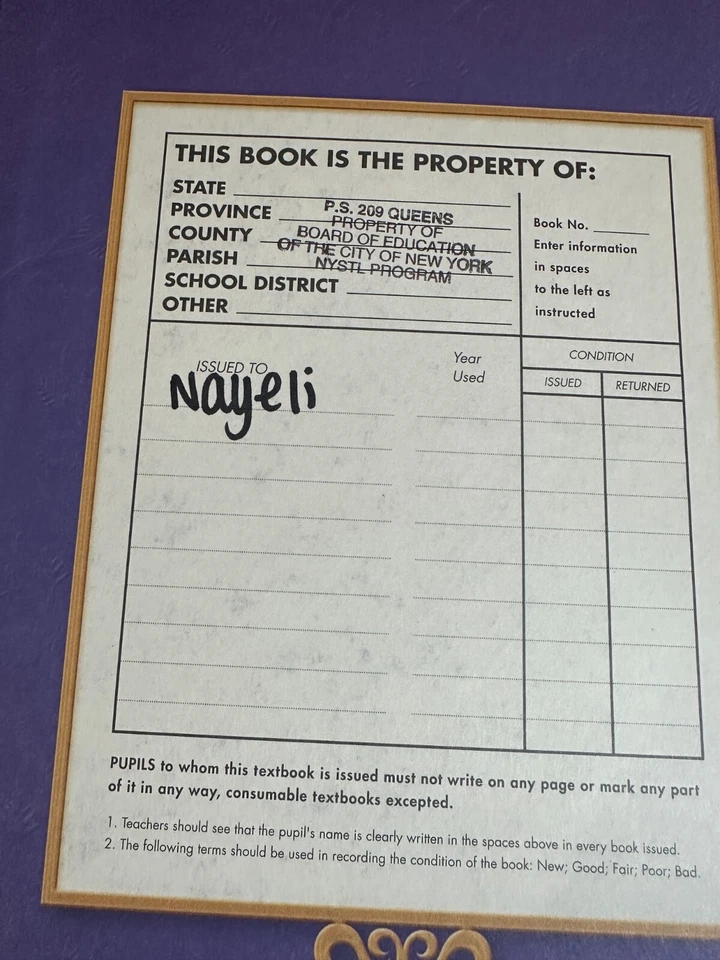 THIS BOOK IS THE PROPERTY OF:
STATE
PROVINCE
COUNTY
PARISH
SCHOOL DISTRICT
OTHER
P.S. 209 QUEENS
PROPERTY OF
BOARD OF EDUCATION
OF THE CITY OF NEW YORK
NYSTL PROGRAM
Book No.
Enter information
in spaces
to the left as
instructed
ISSUED TO
Year
Used
CONDITION
ISSUED
RETURNED
Nayeli
PUPILS to whom this textbook is issued must not write on any page or mark any part
of it in any way, consumable textbooks excepted.
1. Teachers should see that the pupil's name is clearly written in the spaces above in every book issued.
2. The following terms should be used in recording the condition of the book: New; Good; Fair; Poor; Bad.